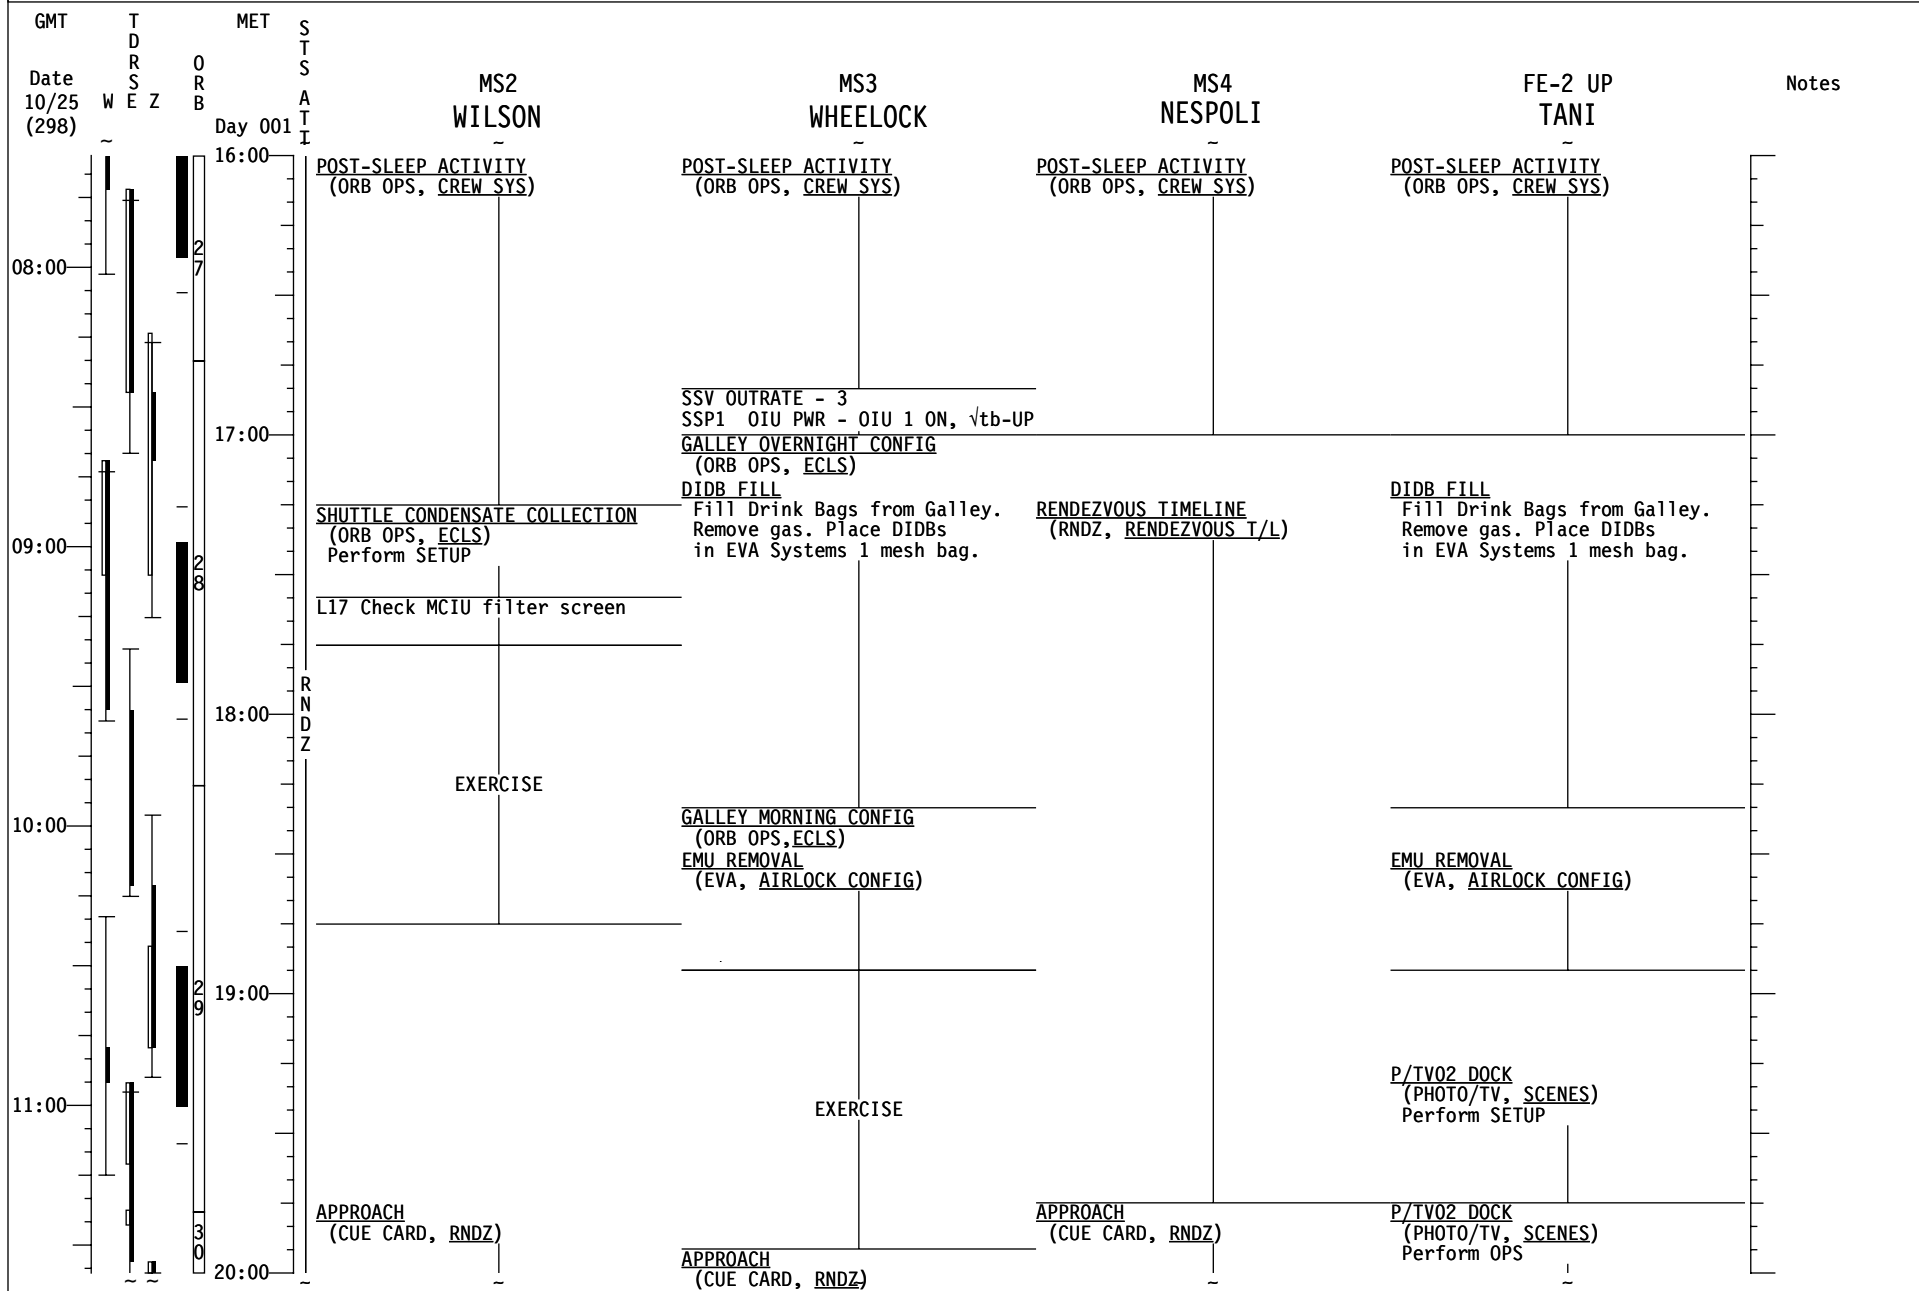 GMT
TDRS
MET
STS ATT
Date
10/25
(298)
W E Z
ORB
Day 001
MS2
WILSON
MS3
WHEELOCK
MS4
NESPOLI
FE-2 UP
TANI
Notes
~
~
~
~
~
~
08:00
09:00
10:00
11:00
27
28
29
30
16:00
17:00
18:00
19:00
20:00
RNDZ
POST-SLEEP ACTIVITY
(ORB OPS, CREW SYS)
SHUTTLE CONDENSATE COLLECTION
(ORB OPS, ECLS)
Perform SETUP
L17 Check MCIU filter screen
EXERCISE
APPROACH
(CUE CARD, RNDZ)
POST-SLEEP ACTIVITY
(ORB OPS, CREW SYS)
SSV OUTRATE - 3
SSP1 OIU PWR - OIU 1 ON, √tb-UP
GALLEY OVERNIGHT CONFIG
(ORB OPS, ECLS)
DIDB FILL
Fill Drink Bags from Galley.
Remove gas. Place DIDBs
in EVA Systems 1 mesh bag.
GALLEY MORNING CONFIG
(ORB OPS,ECLS)
EMU REMOVAL
(EVA, AIRLOCK CONFIG)
EXERCISE
APPROACH
(CUE CARD, RNDZ)
POST-SLEEP ACTIVITY
(ORB OPS, CREW SYS)
RENDEZVOUS TIMELINE
(RNDZ, RENDEZVOUS T/L)
APPROACH
(CUE CARD, RNDZ)
POST-SLEEP ACTIVITY
(ORB OPS, CREW SYS)
DIDB FILL
Fill Drink Bags from Galley.
Remove gas. Place DIDBs
in EVA Systems 1 mesh bag.
EMU REMOVAL
(EVA, AIRLOCK CONFIG)
P/TV02 DOCK
(PHOTO/TV, SCENES)
Perform SETUP
P/TV02 DOCK
(PHOTO/TV, SCENES)
Perform OPS
~ ~
~
~
~
~
~